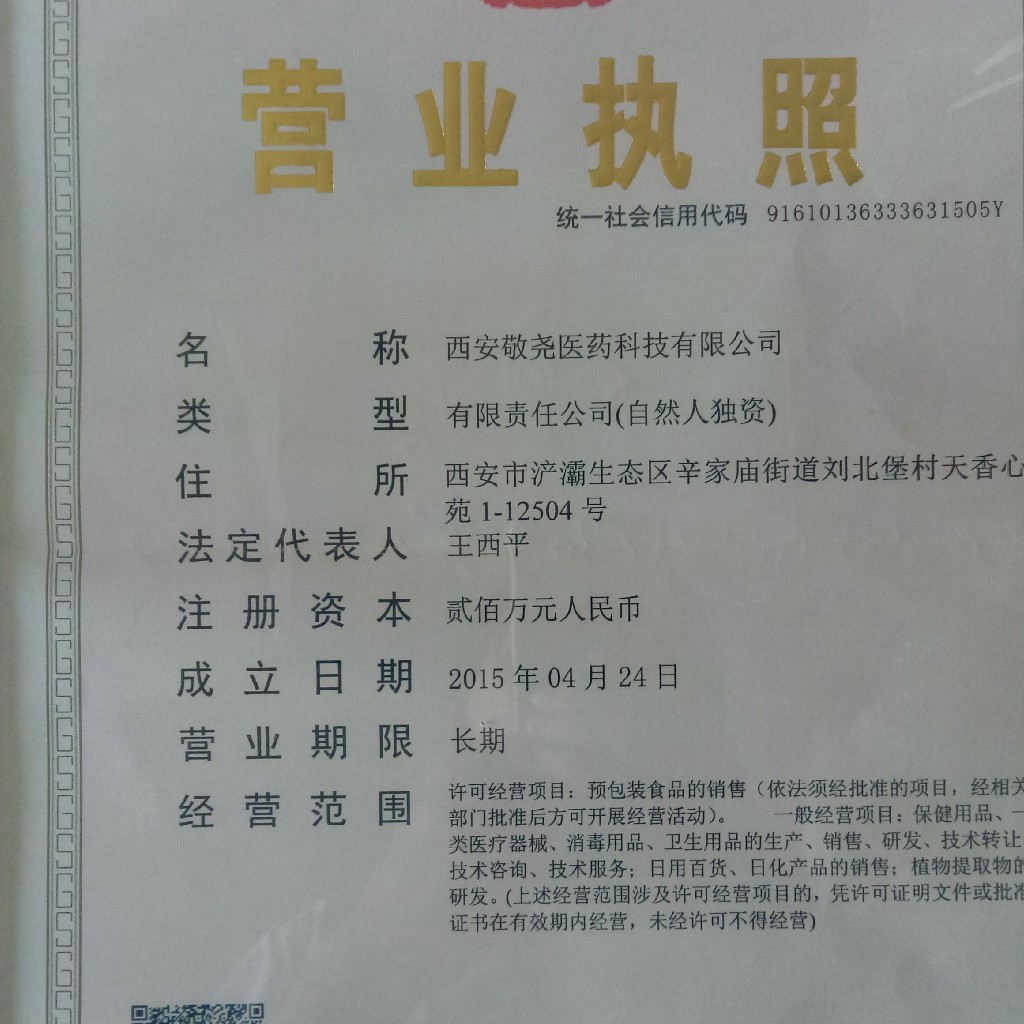 营业执照
统一社会信用代码 91610136333631505Y
名称 西安敬尧医药科技有限公司
类型 有限责任公司(自然人独资)
住所 西安市浐灞生态区辛家庙街道刘北堡村天香心
苑 1-12504 号
法定代表人 王西平
注册资本 贰佰万元人民币
成立日期 2015 年 04 月 24 日
营业期限 长期
经营范围 许可经营项目：预包装食品的销售（依法须经批准的项目，经相关
部门批准后方可开展经营活动）。 一般经营项目：保健用品、一
类医疗器械、消毒用品、卫生用品的生产、销售、研发、技术转让
技术咨询、技术服务；日用百货、日化产品的销售；植物提取物的
研发。(上述经营范围涉及许可经营项目的，凭许可证明文件或批准
证书在有效期内经营，未经许可不得经营)